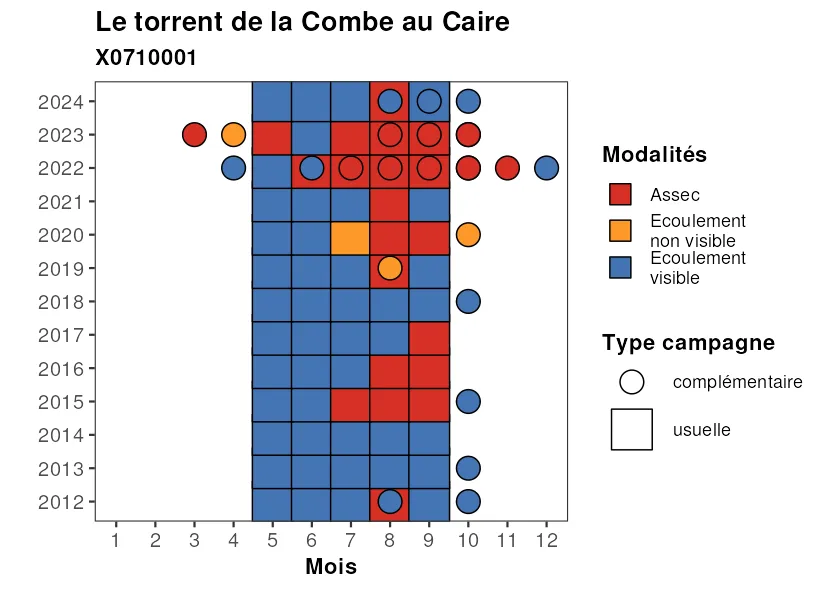 Le torrent de la Combe au Caire
X0710001
2024
2023
2022
2021
2020
2019
2018
2017
2016
2015
2014
2013
2012
1 2 3 4 5 6 7 8 9 10 11 12
Mois
Modalités
Assec
Ecoulement
non visible
Ecoulement
visible
Type campagne
complémentaire
usuelle